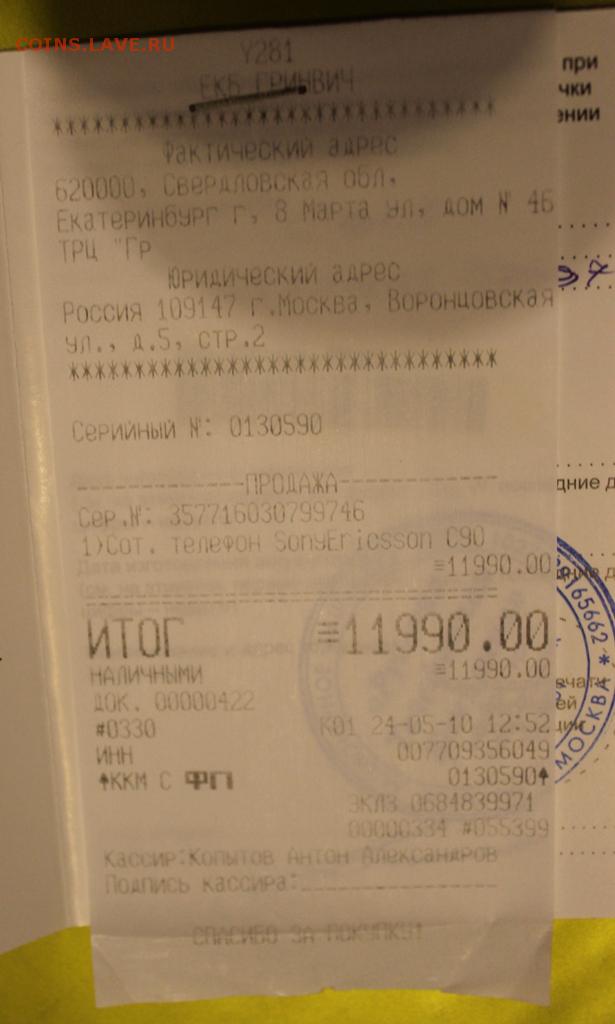 COINS.LAVE.RU
Y281
ЕКБ ГРИНВИЧ
**********************************
Фактический адрес
620000, Свердловская обл.
Екатеринбург г, 8 Марта ул, дом № 46
ТРЦ "Гр
Юридический адрес
Россия 109147 г.Москва, Воронцовская
ул., д.5, стр.2
**********************************
Серийный №: 0130590
-------------ПРОДАЖА-------------
Сер.№: 357716030799746
1)Сот. телефон SonyEricsson C90
≡11990.00
ИТОГ ≡11990.00
НАЛИЧНЫМИ ≡11990.00
ДОК. 00000422
#0330 К01 24-05-10 12:52
ИНН 007709356049
↑ККМ С ФП 0130590↑
ЭКЛЗ 0684839971
00000334 #055399
Кассир:Копытов Антон Александров
Подпись кассира:_______________
СПАСИБО ЗА ПОКУПКУ!
при
чки
ении
дние д
165662
МОСКВА *